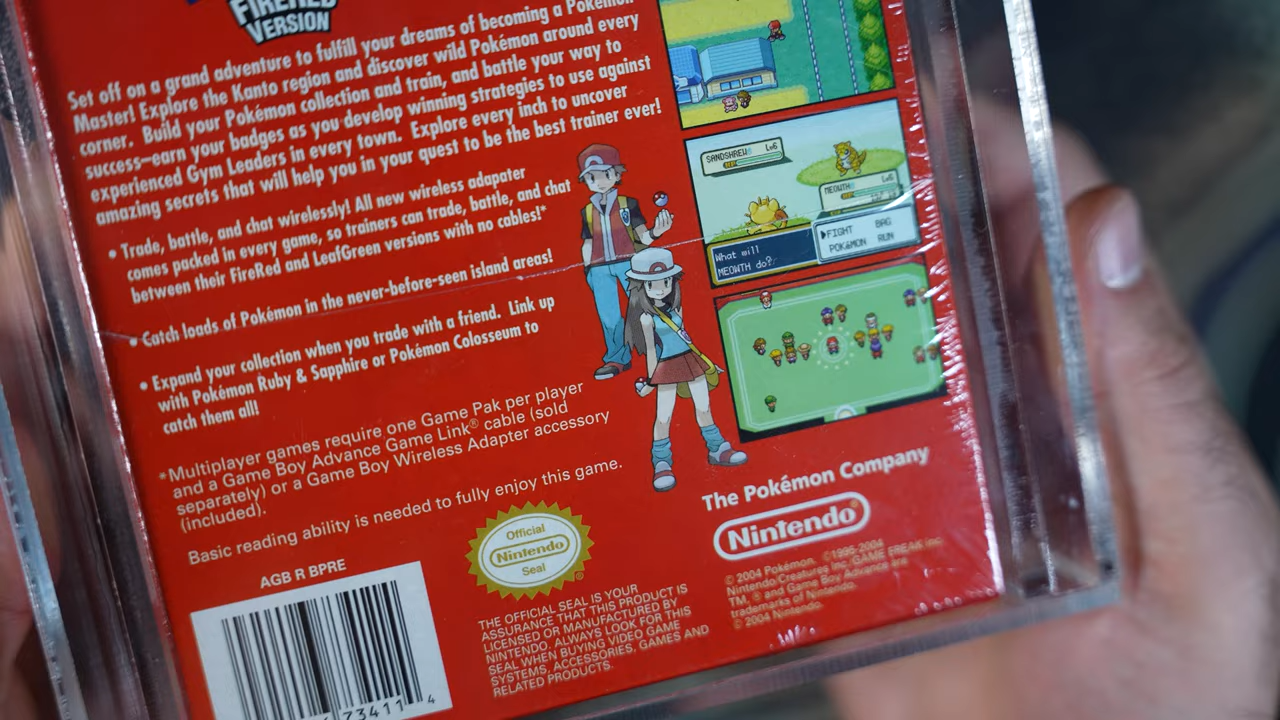 FIRERED
VERSION
Set off on a grand adventure to fulfill your dreams of becoming a Pokémon
Master! Explore the Kanto region and discover wild Pokémon around every
corner. Build your Pokémon collection and train, and battle your way to
success—earn your badges as you develop winning strategies to use against
experienced Gym Leaders in every town. Explore every inch to uncover
amazing secrets that will help you in your quest to be the best trainer ever!
• Trade, battle, and chat wirelessly! All new wireless adapater
comes packed in every game, so trainers can trade, battle, and chat
between their FireRed and LeafGreen versions with no cables!*
• Catch loads of Pokémon in the never-before-seen island areas!
• Expand your collection when you trade with a friend. Link up
with Pokémon Ruby & Sapphire or Pokémon Colosseum to
catch them all!
*Multiplayer games require one Game Pak per player
and a Game Boy Advance Game Link® cable (sold
separately) or a Game Boy Wireless Adapter accessory
(included).
Basic reading ability is needed to fully enjoy this game.
AGB R BPRE
73411 4
Official
Nintendo
Seal
®
THE OFFICIAL SEAL IS YOUR
ASSURANCE THAT THIS PRODUCT IS
LICENSED OR MANUFACTURED BY
NINTENDO. ALWAYS LOOK FOR THIS
SEAL WHEN BUYING VIDEO GAME
SYSTEMS, ACCESSORIES, GAMES AND
RELATED PRODUCTS.
SANDSHREW Lv6
MEOWTH Lv6
What will
MEOWTH do?
FIGHT BAG
POKéMON RUN
The Pokémon Company
Nintendo®
© 2004 Pokémon. ©1995-2004
Nintendo/Creatures Inc./GAME FREAK inc.
TM, ® and Game Boy Advance are
trademarks of Nintendo.
© 2004 Nintendo.